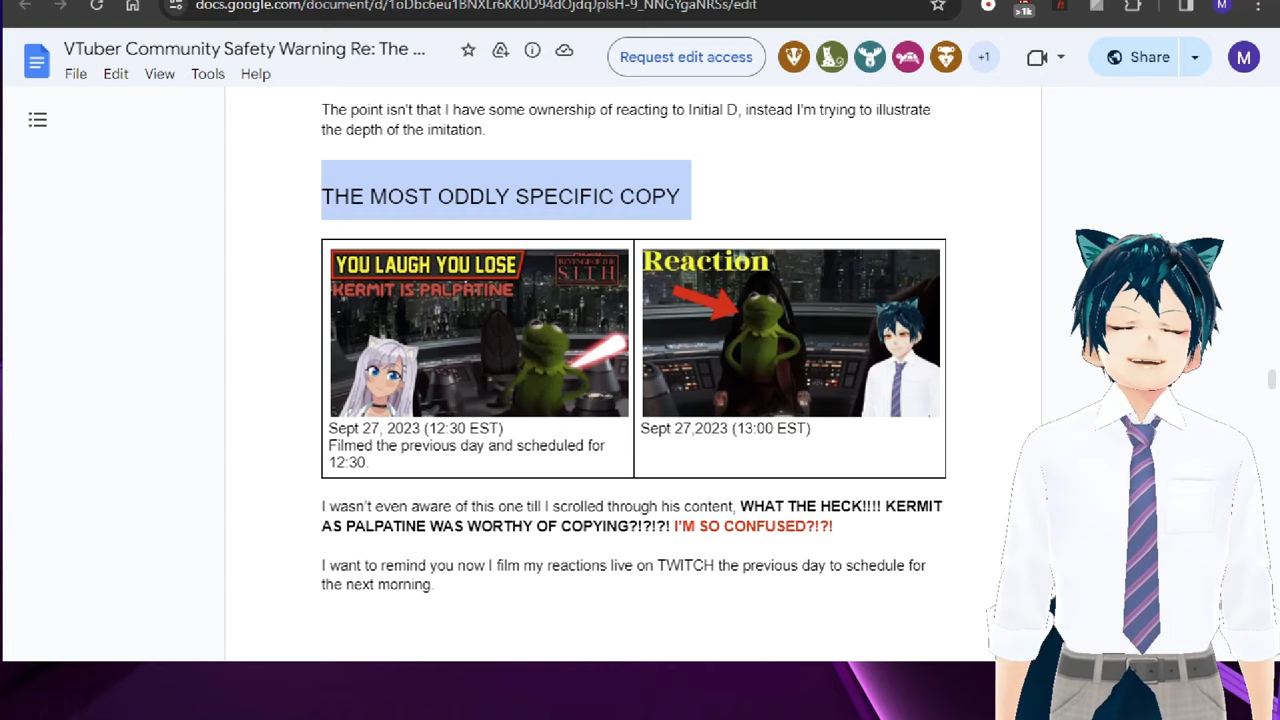 docs.google.com/document/d/1oDbc6eu1BNXLr6KK0D94dOjdqJplsH-9_NNGYgaNRSs/edit
>1k
M
VTuber Community Safety Warning Re: The ...
File Edit View Tools Help
Request edit access
+1
Share
M
The point isn't that I have some ownership of reacting to Initial D, instead I'm trying to illustrate
the depth of the imitation.
THE MOST ODDLY SPECIFIC COPY
YOU LAUGH YOU LOSE
KERMIT IS PALPATINE
REVENGE OF THE
SITH
Reaction
Sept 27, 2023 (12:30 EST)
Filmed the previous day and scheduled for
12:30.
Sept 27,2023 (13:00 EST)
I wasn't even aware of this one till I scrolled through his content, WHAT THE HECK!!!! KERMIT
AS PALPATINE WAS WORTHY OF COPYING?!?!?! I'M SO CONFUSED?!?!
I want to remind you now I film my reactions live on TWITCH the previous day to schedule for
the next morning.